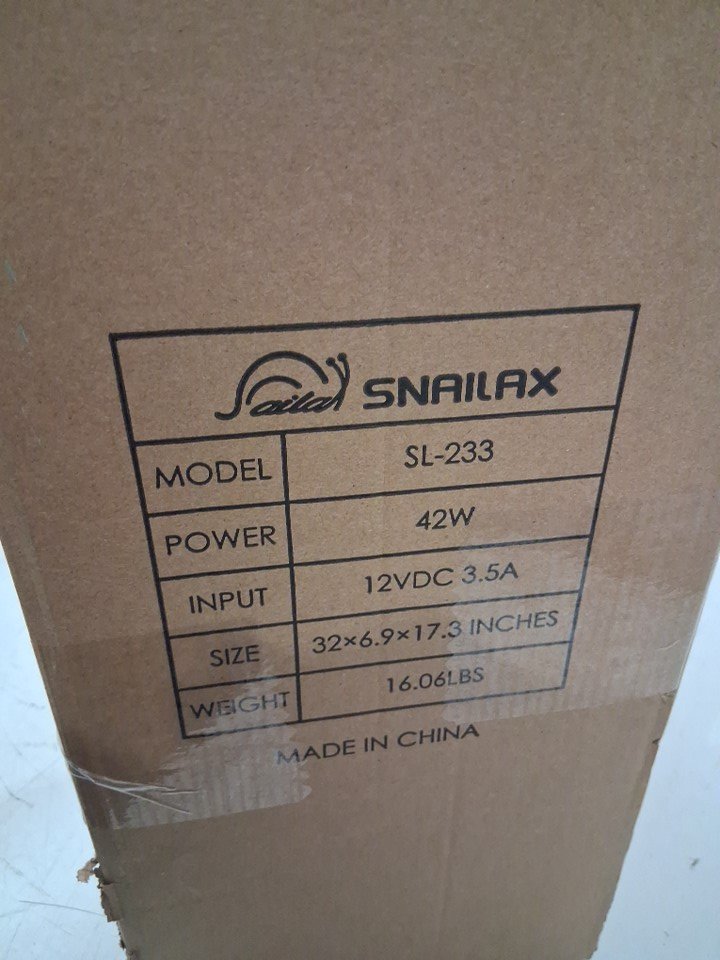 Snailax SNAILAX
MODEL SL-233
POWER 42W
INPUT 12VDC 3.5A
SIZE 32×6.9×17.3 INCHES
WEIGHT 16.06LBS
MADE IN CHINA